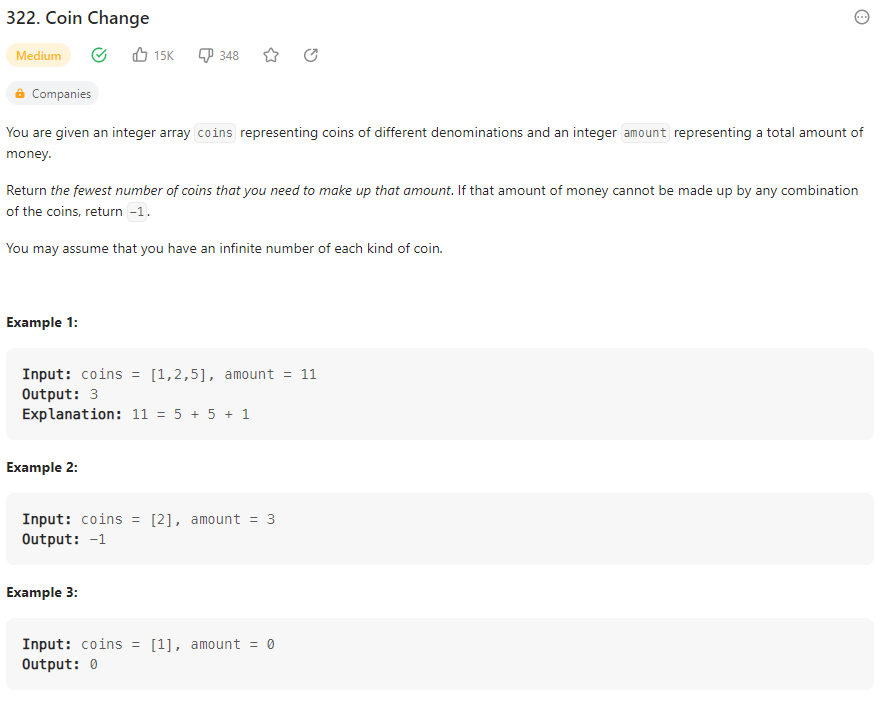 322. Coin Change
Medium 15K 348
Companies
You are given an integer array coins representing coins of different denominations and an integer amount representing a total amount of
money.
Return the fewest number of coins that you need to make up that amount. If that amount of money cannot be made up by any combination
of the coins, return -1.
You may assume that you have an infinite number of each kind of coin.
Example 1:
Input: coins = [1,2,5], amount = 11
Output: 3
Explanation: 11 = 5 + 5 + 1
Example 2:
Input: coins = [2], amount = 3
Output: -1
Example 3:
Input: coins = [1], amount = 0
Output: 0